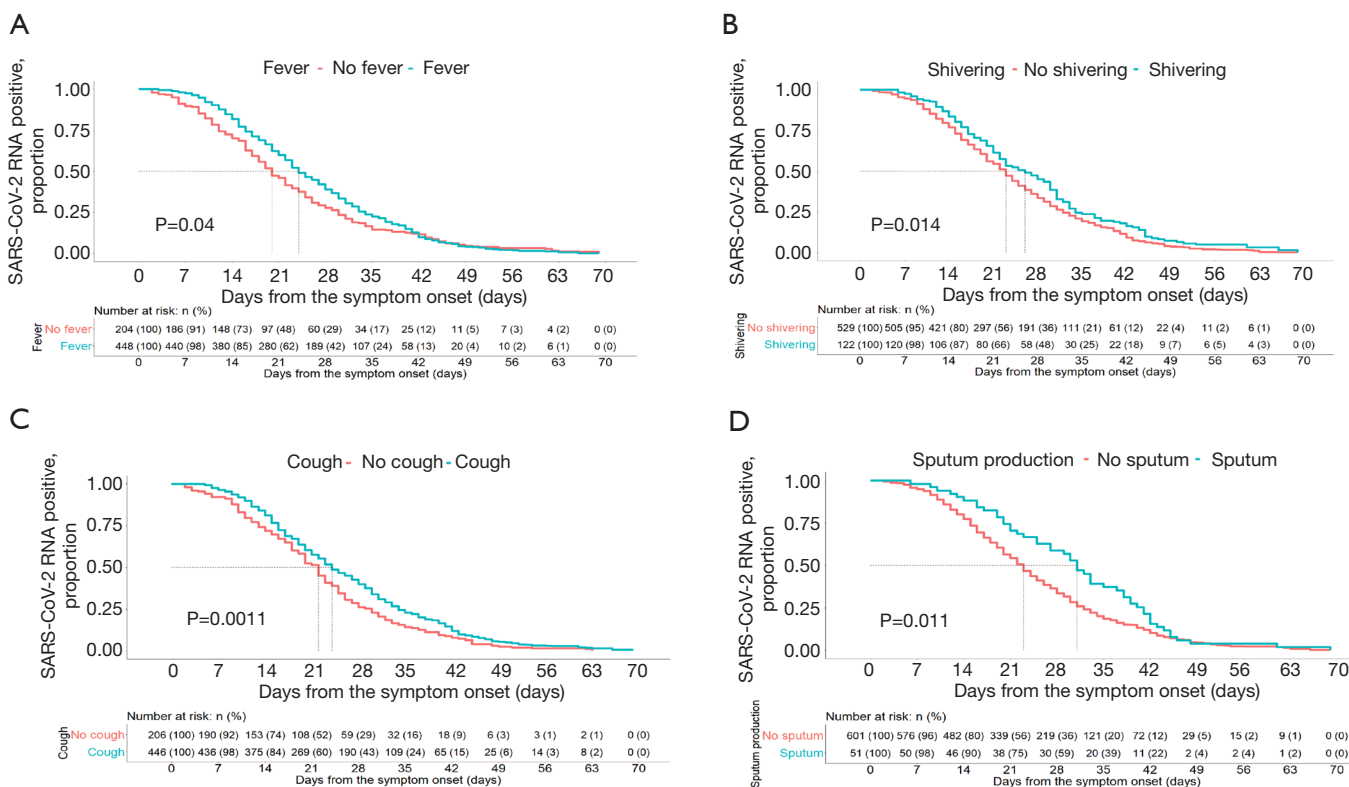 A
Fever - No fever - Fever
SARS-CoV-2 RNA positive,
proportion
1.00
0.75
0.50
0.25
0.00
P=0.04
0 7 14 21 28 35 42 49 56 63 70
Days from the symptom onset (days)
Number at risk: n (%)
Fever
No fever 204 (100) 186 (91) 148 (73) 97 (48) 60 (29) 34 (17) 25 (12) 11 (5) 7 (3) 4 (2) 0 (0)
Fever 448 (100) 440 (98) 380 (85) 280 (62) 189 (42) 107 (24) 58 (13) 20 (4) 10 (2) 6 (1) 0 (0)
0 7 14 21 28 35 42 49 56 63 70
Days from the symptom onset (days)
B
Shivering - No shivering - Shivering
SARS-CoV-2 RNA positive,
proportion
1.00
0.75
0.50
0.25
0.00
P=0.014
0 7 14 21 28 35 42 49 56 63 70
Days from the symptom onset (days)
Number at risk: n (%)
Shivering
No shivering 529 (100) 505 (95) 421 (80) 297 (56) 191 (36) 111 (21) 61 (12) 22 (4) 11 (2) 6 (1) 0 (0)
Shivering 122 (100) 120 (98) 106 (87) 80 (66) 58 (48) 30 (25) 22 (18) 9 (7) 6 (5) 4 (3) 0 (0)
0 7 14 21 28 35 42 49 56 63 70
Days from the symptom onset (days)
C
Cough - No cough - Cough
SARS-CoV-2 RNA positive,
proportion
1.00
0.75
0.50
0.25
0.00
P=0.0011
0 7 14 21 28 35 42 49 56 63 70
Days from the symptom onset (days)
Number at risk: n (%)
Cough
No cough 206 (100) 190 (92) 153 (74) 108 (52) 59 (29) 32 (16) 18 (9) 6 (3) 3 (1) 2 (1) 0 (0)
Cough 446 (100) 436 (98) 375 (84) 269 (60) 190 (43) 109 (24) 65 (15) 25 (6) 14 (3) 8 (2) 0 (0)
0 7 14 21 28 35 42 49 56 63 70
Days from the symptom onset (days)
D
Sputum production - No sputum - Sputum
SARS-CoV-2 RNA positive,
proportion
1.00
0.75
0.50
0.25
0.00
P=0.011
0 7 14 21 28 35 42 49 56 63 70
Days from the symptom onset (days)
Number at risk: n (%)
Sputum production
No sputum 601 (100) 576 (96) 482 (80) 339 (56) 219 (36) 121 (20) 72 (12) 29 (5) 15 (2) 9 (1) 0 (0)
Sputum 51 (100) 50 (98) 46 (90) 38 (75) 30 (59) 20 (39) 11 (22) 2 (4) 2 (4) 1 (2) 0 (0)
0 7 14 21 28 35 42 49 56 63 70
Days from the symptom onset (days)